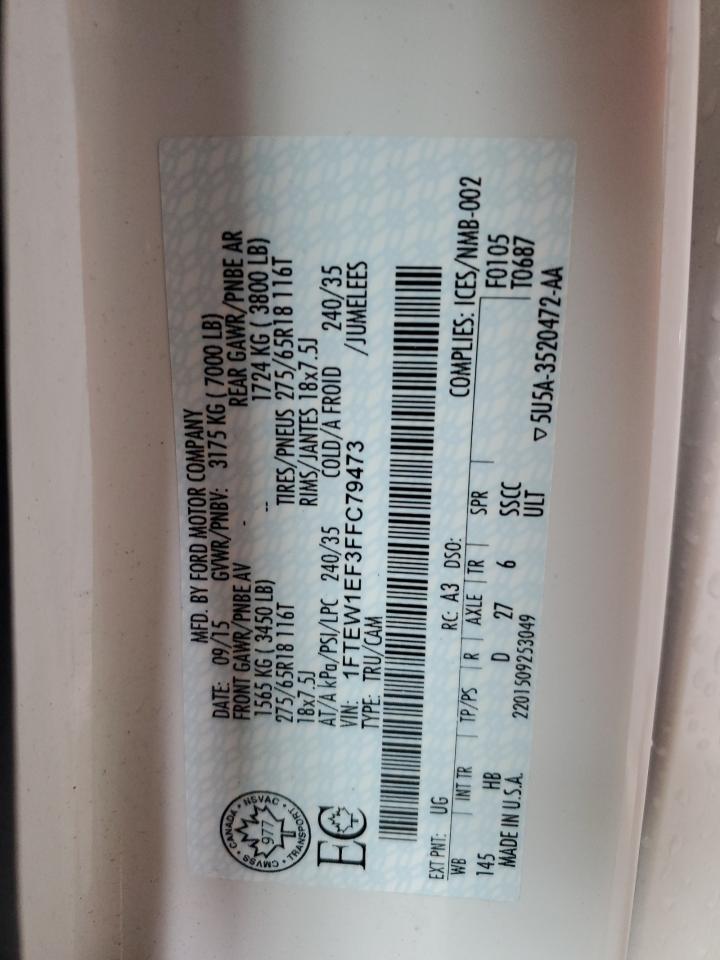 MFD. BY FORD MOTOR COMPANY
DATE: 09/15 GVWR/PNBV: 3175 KG ( 7000 LB)
FRONT GAWR/PNBE AV - REAR GAWR/PNBE AR
1565 KG ( 3450 LB) -- 1724 KG ( 3800 LB)
275/65R18 116T TIRES/PNEUS 275/65R18 116T
18x7.5J RIMS/JANTES 18x7.5J
AT/A kPa/PSI/LPC 240/35 COLD/A FROID 240/35
VIN: 1FTEW1EF3FFC79473 /JUMELEES
TYPE: TRU/CAM
CMVSS • CANADA • NSVAC • TRANSPORT
977
EC
EXT PNT: UG RC: A3 DSO: COMPLIES: ICES/NMB-002
WB INT TR TP/PS R AXLE TR SPR F0105
145 HB D 27 6 SSCC T0687
MADE IN U.S.A. 2201509253049 ULT ▽5U5A-3520472-AA